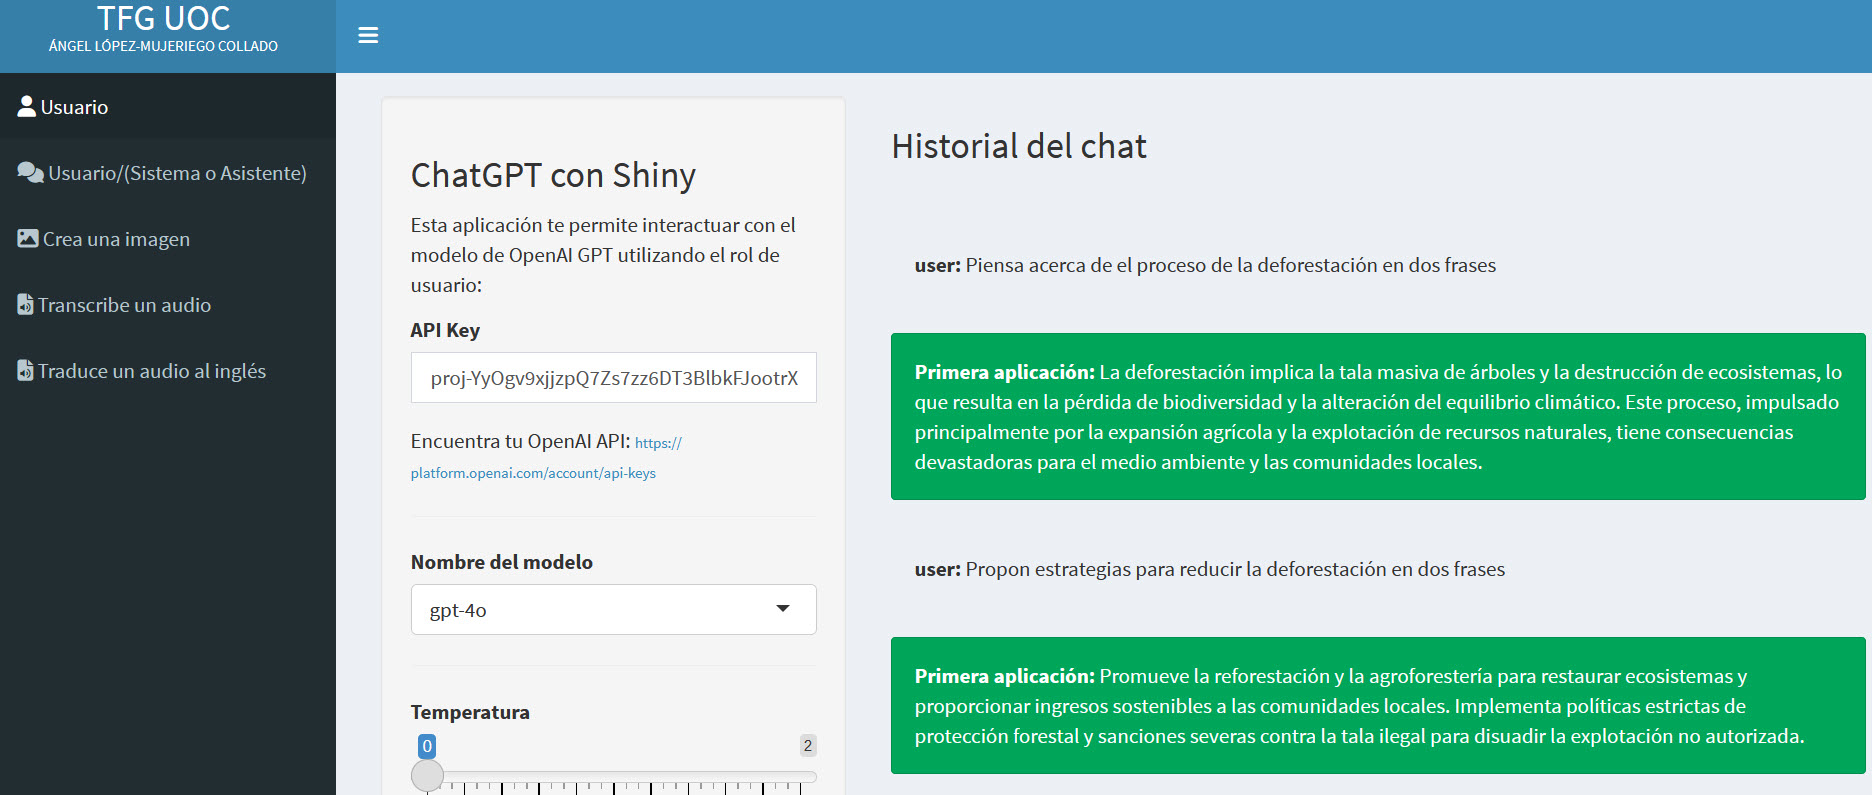 TFG UOC
ÁNGEL LÓPEZ-MUJERIEGO COLLADO
Usuario
Usuario/(Sistema o Asistente)
Crea una imagen
Transcribe un audio
Traduce un audio al inglés
ChatGPT con Shiny
Esta aplicación te permite interactuar con el
modelo de OpenAI GPT utilizando el rol de
usuario:
API Key
proj-YyOgv9xjjzpQ7Zs7zz6DT3BlbkFJootrX
Encuentra tu OpenAI API: https://
platform.openai.com/account/api-keys
Nombre del modelo
gpt-4o
Temperatura
0
2
Historial del chat
user: Piensa acerca de el proceso de la deforestación en dos frases
Primera aplicación: La deforestación implica la tala masiva de árboles y la destrucción de ecosistemas, lo
que resulta en la pérdida de biodiversidad y la alteración del equilibrio climático. Este proceso, impulsado
principalmente por la expansión agrícola y la explotación de recursos naturales, tiene consecuencias
devastadoras para el medio ambiente y las comunidades locales.
user: Propon estrategias para reducir la deforestación en dos frases
Primera aplicación: Promueve la reforestación y la agroforestería para restaurar ecosistemas y
proporcionar ingresos sostenibles a las comunidades locales. Implementa políticas estrictas de
protección forestal y sanciones severas contra la tala ilegal para disuadir la explotación no autorizada.